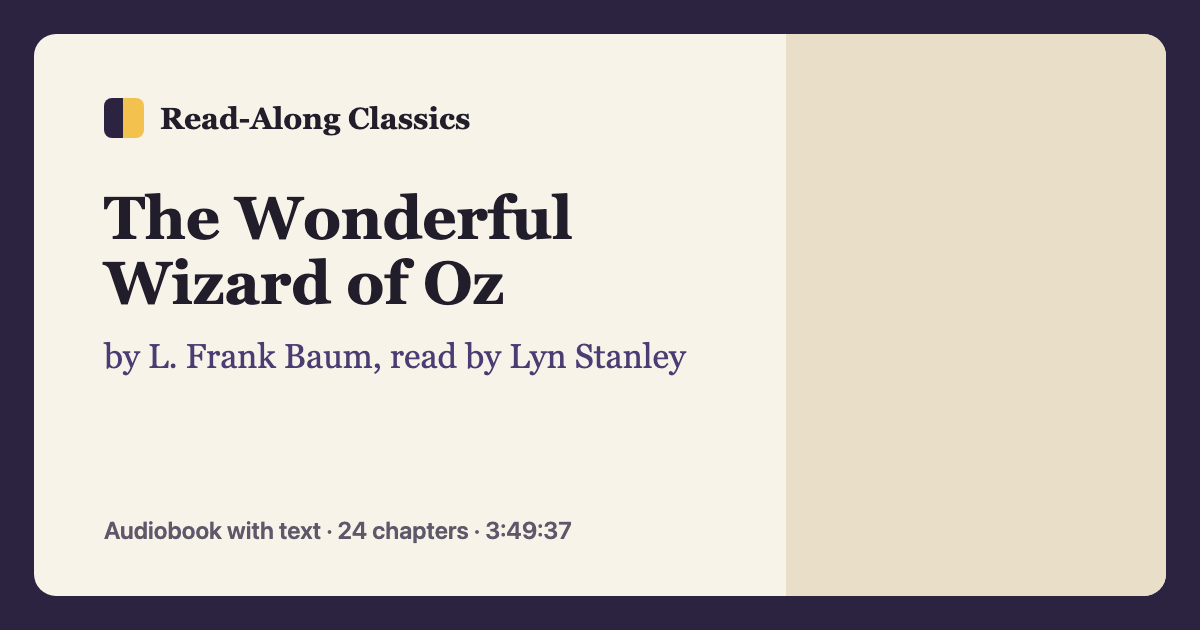 Read-Along Classics
The Wonderful
Wizard of Oz
by L. Frank Baum, read by Lyn Stanley
Audiobook with text · 24 chapters · 3:49:37